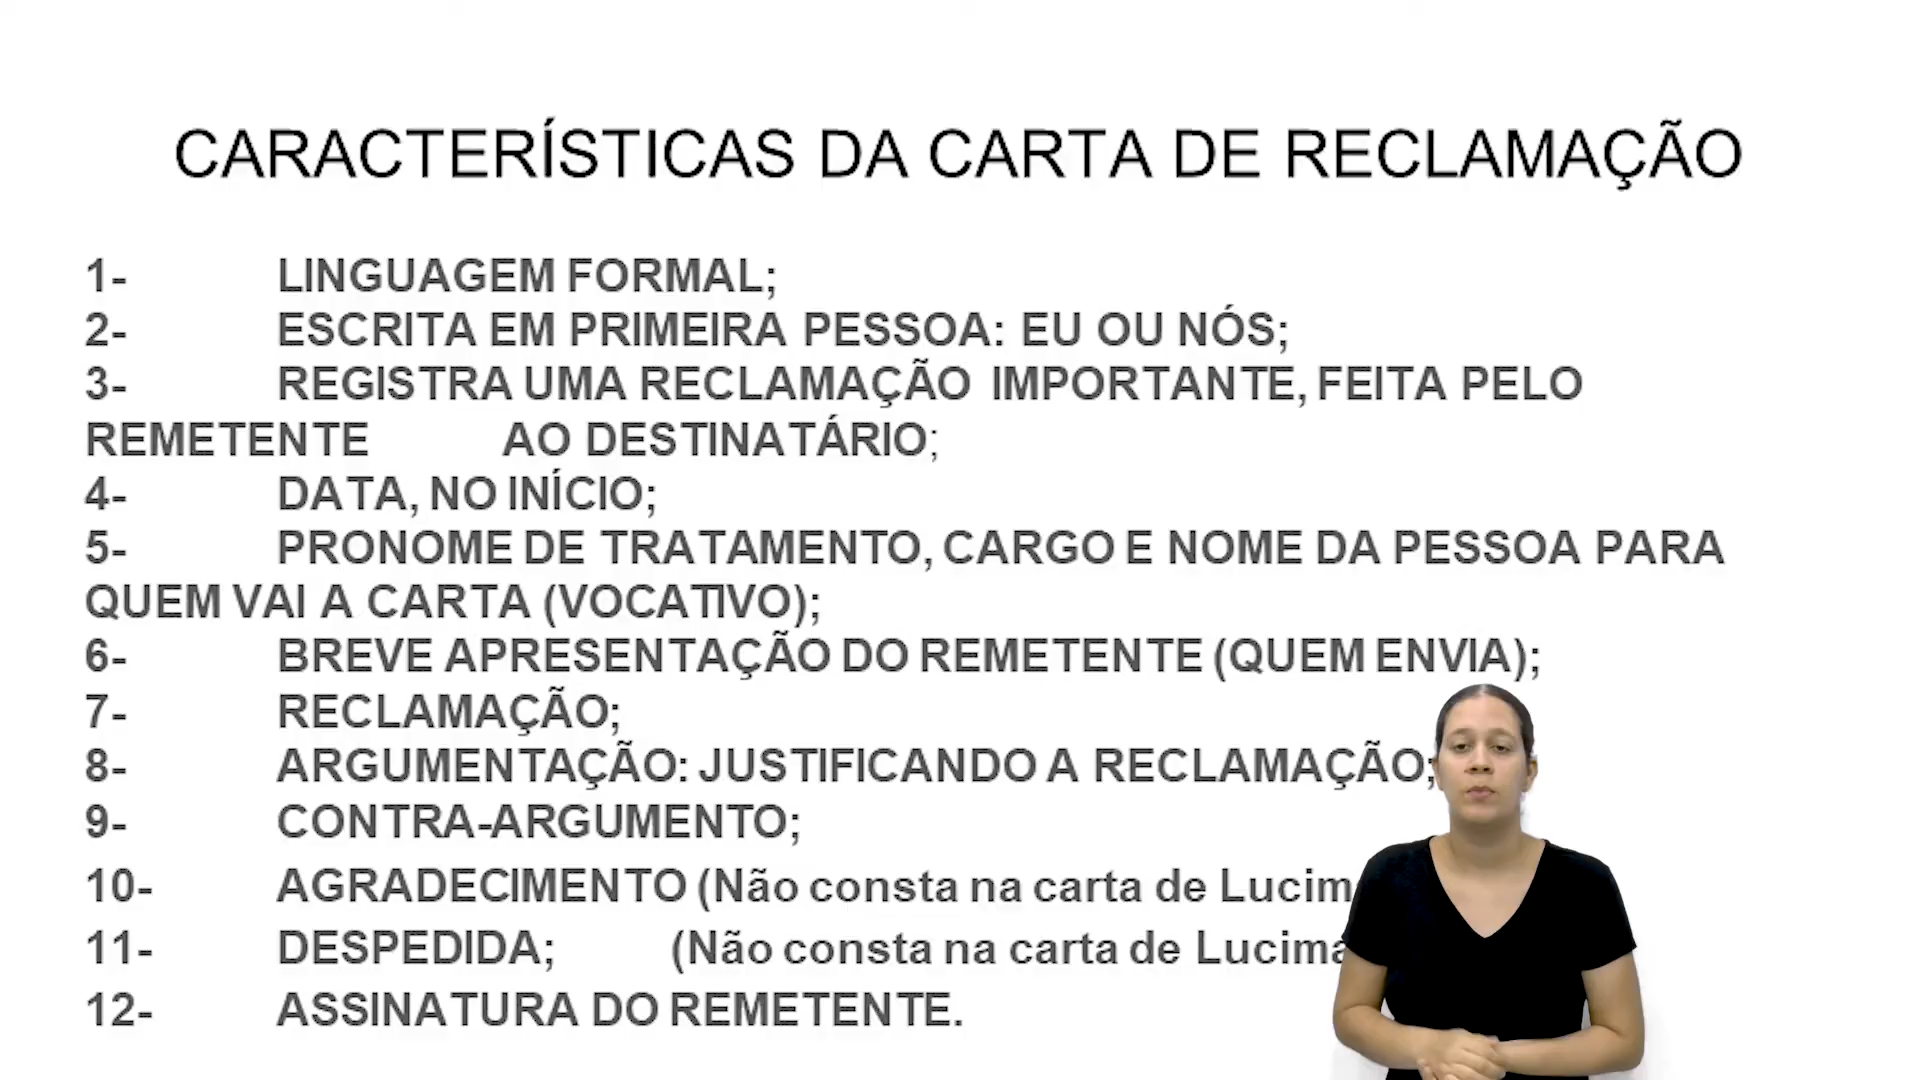 CARACTERÍSTICAS DA CARTA DE RECLAMAÇÃO
1- LINGUAGEM FORMAL;
2- ESCRITA EM PRIMEIRA PESSOA: EU OU NÓS;
3- REGISTRA UMA RECLAMAÇÃO IMPORTANTE, FEITA PELO
REMETENTE AO DESTINATÁRIO;
4- DATA, NO INÍCIO;
5- PRONOME DE TRATAMENTO, CARGO E NOME DA PESSOA PARA
QUEM VAI A CARTA (VOCATIVO);
6- BREVE APRESENTAÇÃO DO REMETENTE (QUEM ENVIA);
7- RECLAMAÇÃO;
8- ARGUMENTAÇÃO: JUSTIFICANDO A RECLAMAÇÃO;
9- CONTRA-ARGUMENTO;
10- AGRADECIMENTO (Não consta na carta de
11- DESPEDIDA; (Não consta na carta de
12- ASSINATURA DO REMETENTE.